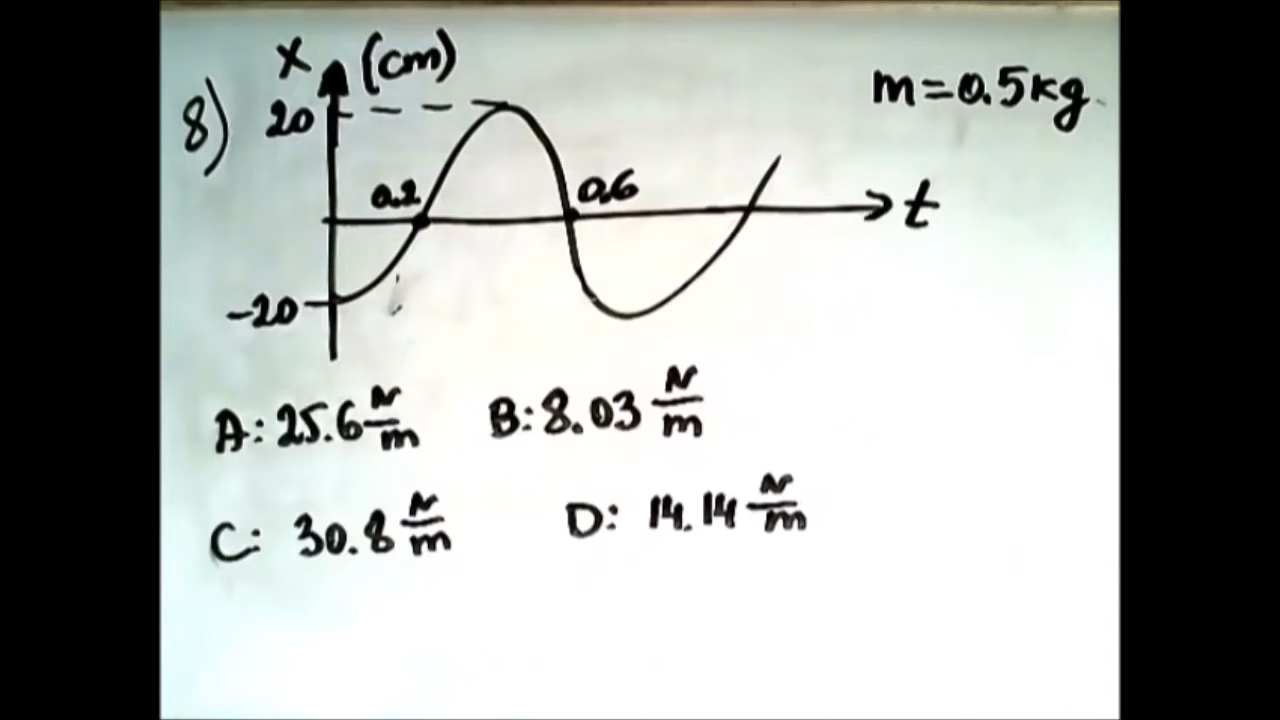 x (cm)
8)
20
m=0.5kg
0.2
0.6
t
-20
A: 25.6 N/m B: 8.03 N/m
C: 30.8 N/m D: 14.14 N/m